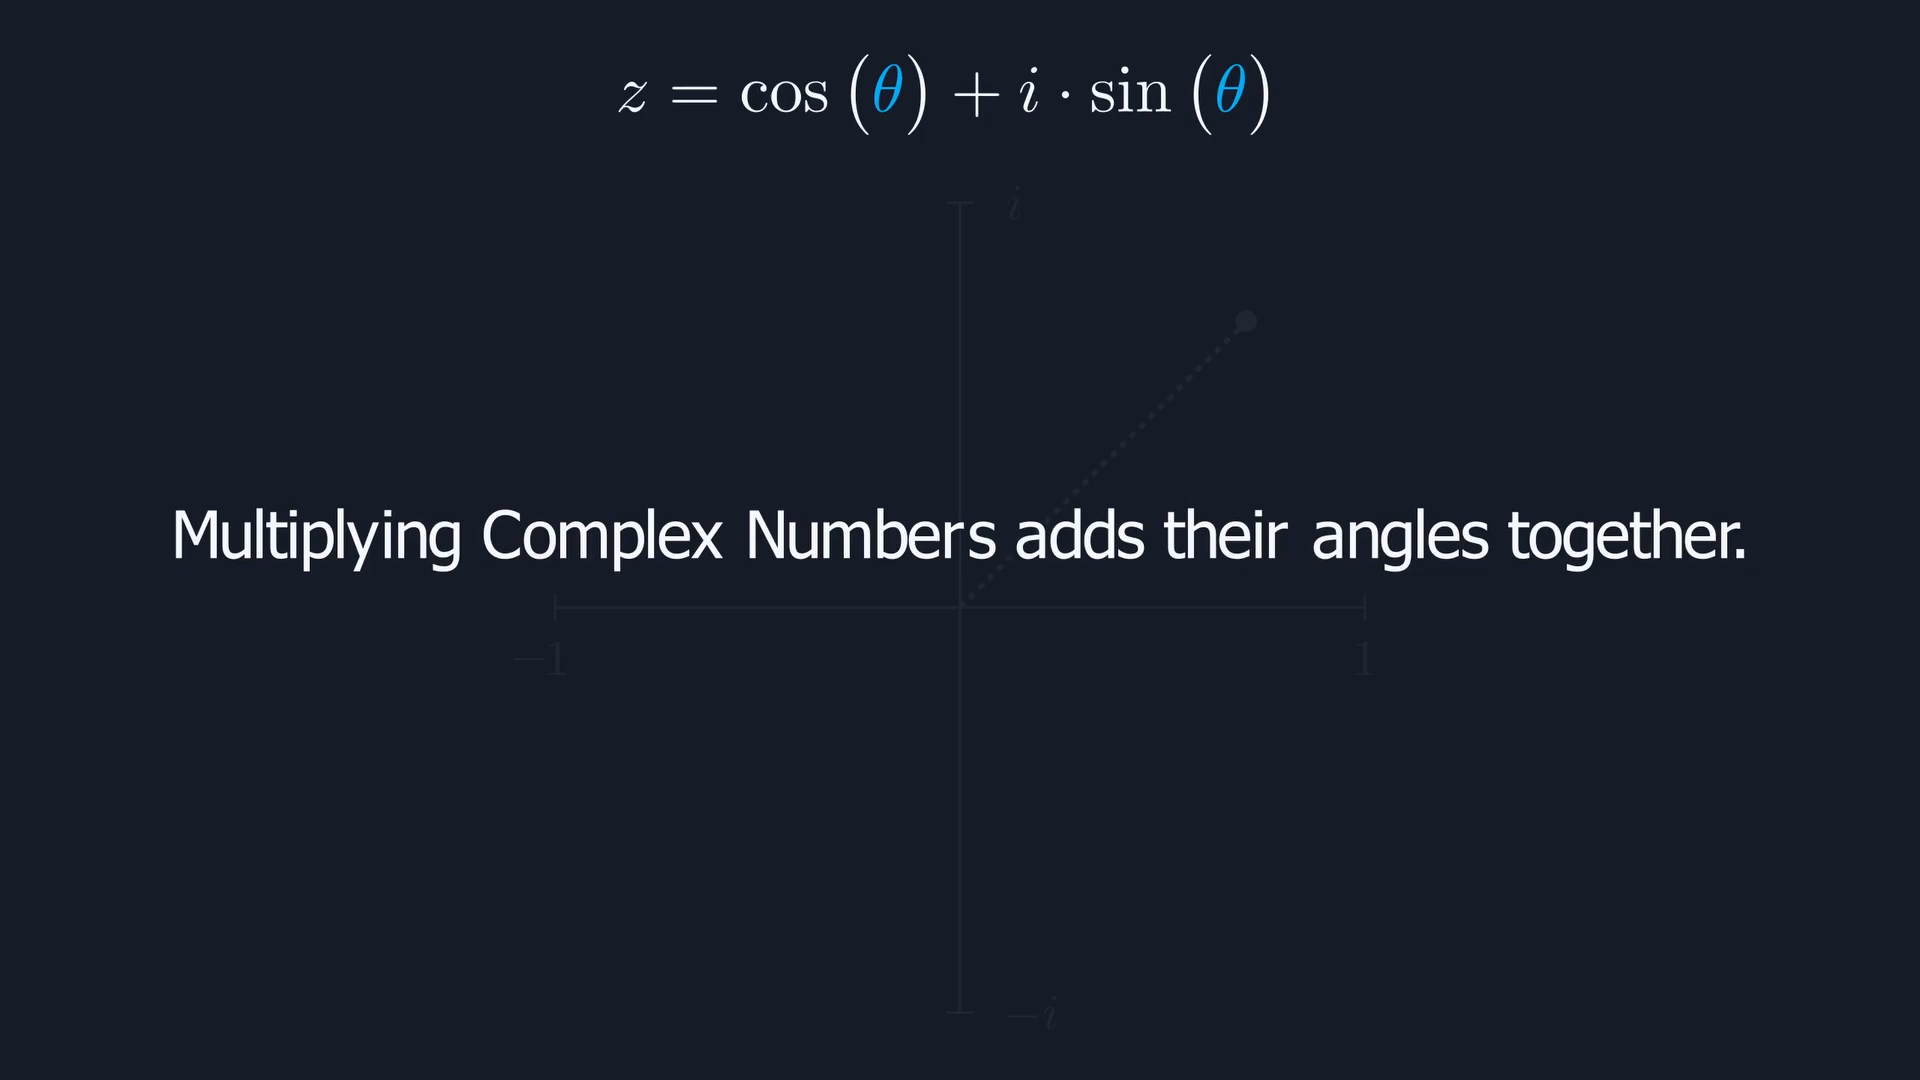 z = cos (θ) + i · sin (θ)
i
Multiplying Complex Numbers adds their angles together.
−1 1
−i